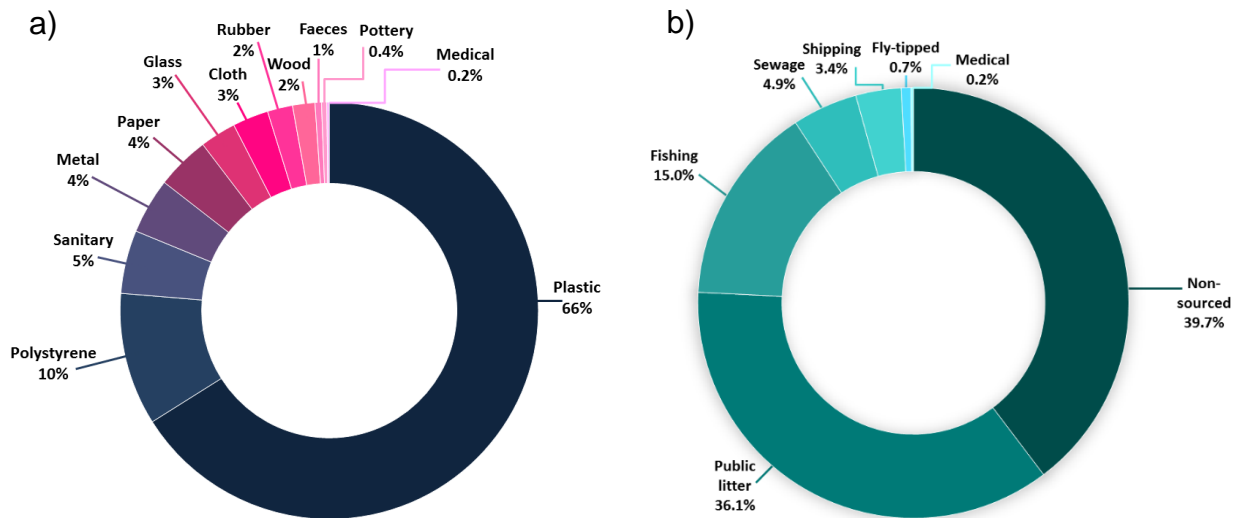 a)
Plastic
66%
Polystyrene
10%
Sanitary
5%
Metal
4%
Paper
4%
Glass
3%
Cloth
3%
Rubber
2%
Wood
2%
Faeces
1%
Pottery
0.4%
Medical
0.2%
b)
Non-
sourced
39.7%
Public
litter
36.1%
Fishing
15.0%
Sewage
4.9%
Shipping
3.4%
Fly-tipped
0.7%
Medical
0.2%